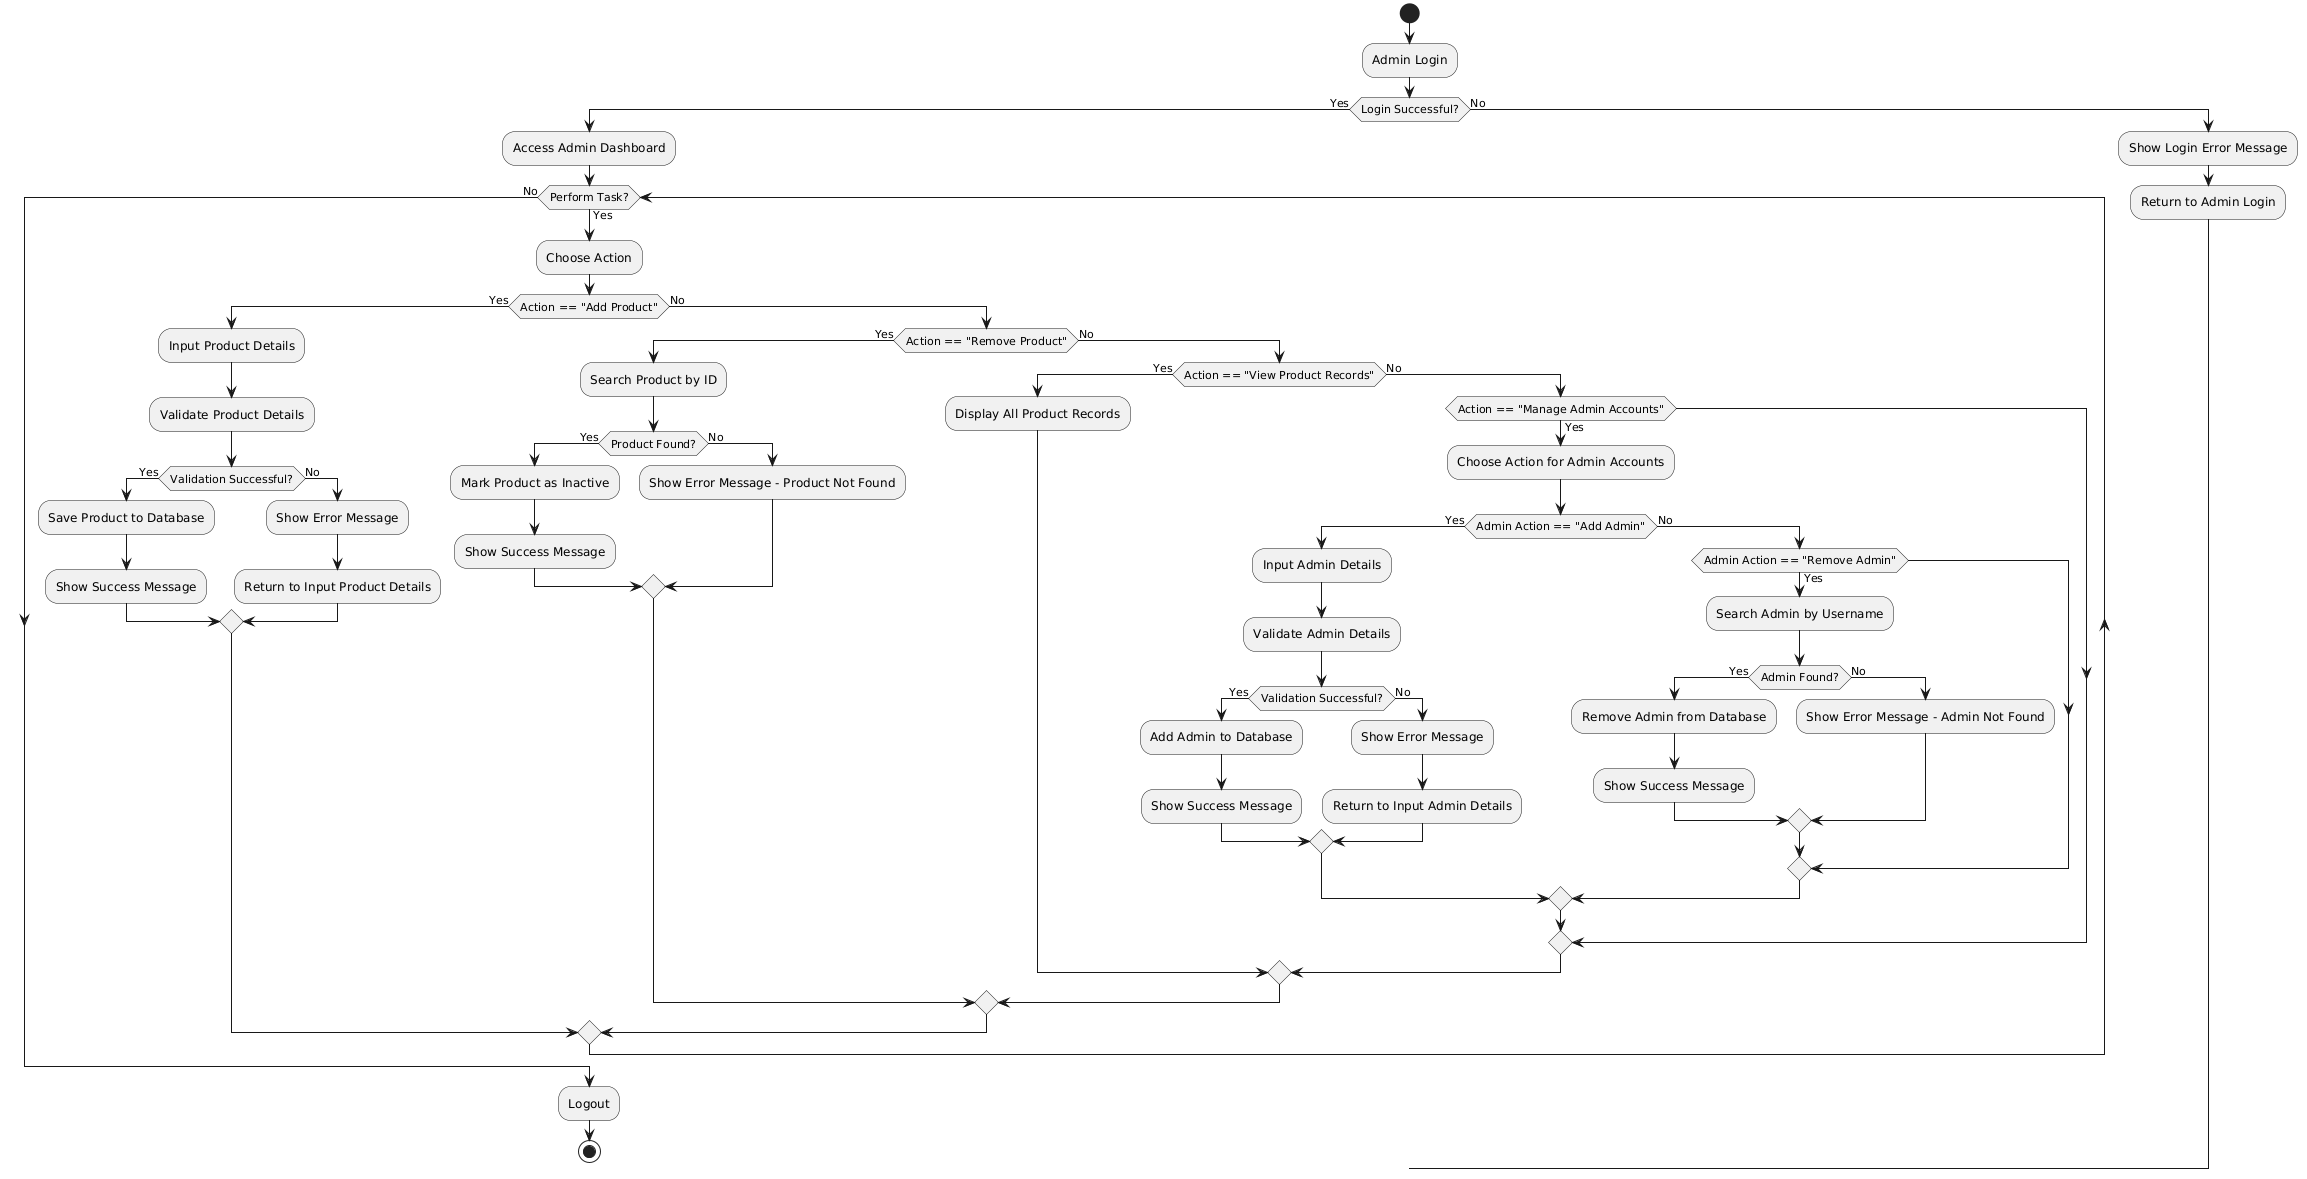 Admin Login
Yes
Login Successful?
No
Access Admin Dashboard
Show Login Error Message
No
Perform Task?
Yes
Return to Admin Login
Choose Action
Yes
Action == "Add Product"
No
Input Product Details
Yes
Action == "Remove Product"
No
Search Product by ID
Yes
Action == "View Product Records"
No
Validate Product Details
Display All Product Records
Action == "Manage Admin Accounts"
Yes
Yes
Product Found?
No
Choose Action for Admin Accounts
Yes
Validation Successful?
No
Mark Product as Inactive
Show Error Message - Product Not Found
Save Product to Database
Show Error Message
Yes
Admin Action == "Add Admin"
No
Show Success Message
Input Admin Details
Admin Action == "Remove Admin"
Yes
Show Success Message
Return to Input Product Details
Search Admin by Username
Validate Admin Details
Yes
Admin Found?
No
Yes
Validation Successful?
No
Remove Admin from Database
Show Error Message - Admin Not Found
Add Admin to Database
Show Error Message
Show Success Message
Show Success Message
Return to Input Admin Details
Logout